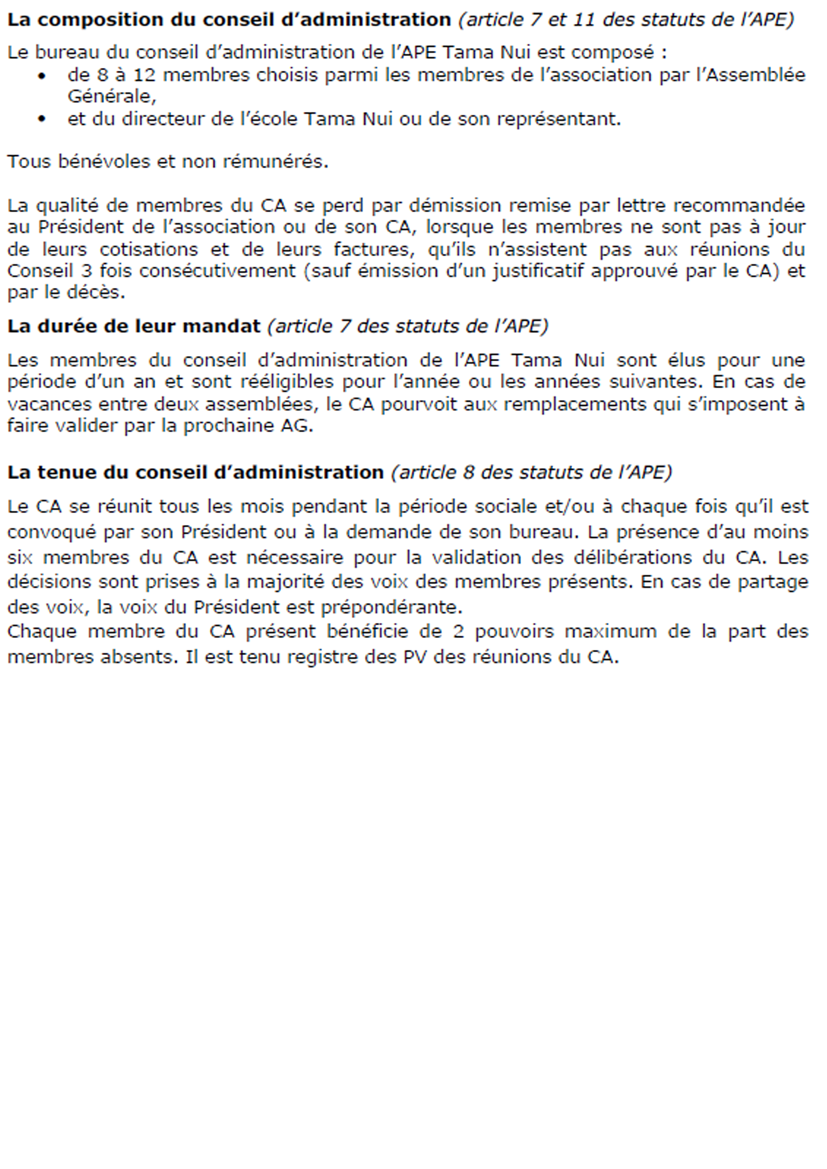 La composition du conseil d’administration (article 7 et 11 des statuts de l’APE)
Le bureau du conseil d’administration de l’APE Tama Nui est composé :
• de 8 à 12 membres choisis parmi les membres de l’association par l’Assemblée
Générale,
• et du directeur de l’école Tama Nui ou de son représentant.
Tous bénévoles et non rémunérés.
La qualité de membres du CA se perd par démission remise par lettre recommandée
au Président de l’association ou de son CA, lorsque les membres ne sont pas à jour
de leurs cotisations et de leurs factures, qu’ils n’assistent pas aux réunions du
Conseil 3 fois consécutivement (sauf émission d’un justificatif approuvé par le CA) et
par le décès.
La durée de leur mandat (article 7 des statuts de l’APE)
Les membres du conseil d’administration de l’APE Tama Nui sont élus pour une
période d’un an et sont rééligibles pour l’année ou les années suivantes. En cas de
vacances entre deux assemblées, le CA pourvoit aux remplacements qui s’imposent à
faire valider par la prochaine AG.
La tenue du conseil d’administration (article 8 des statuts de l’APE)
Le CA se réunit tous les mois pendant la période sociale et/ou à chaque fois qu’il est
convoqué par son Président ou à la demande de son bureau. La présence d’au moins
six membres du CA est nécessaire pour la validation des délibérations du CA. Les
décisions sont prises à la majorité des voix des membres présents. En cas de partage
des voix, la voix du Président est prépondérante.
Chaque membre du CA présent bénéficie de 2 pouvoirs maximum de la part des
membres absents. Il est tenu registre des PV des réunions du CA.